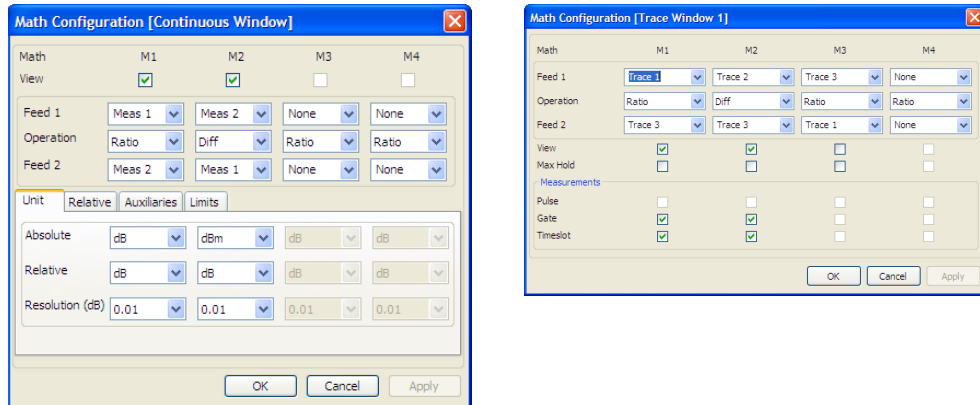 Math Configuration [Continuous Window]
Math M1 M2 M3 M4
View
Feed 1 Meas 1 Meas 2 None None
Operation Ratio Diff Ratio Ratio
Feed 2 Meas 2 Meas 1 None None
Unit Relative Auxiliaries Limits
Absolute dB dBm dB dB
Relative dB dB dB dB
Resolution (dB) 0.01 0.01 0.01 0.01
OK Cancel Apply
Math Configuration [Trace Window 1]
Math M1 M2 M3 M4
Feed 1 Trace 1 Trace 2 Trace 3 None
Operation Ratio Diff Ratio Ratio
Feed 2 Trace 3 Trace 3 Trace 1 None
View
Max Hold
Measurements
Pulse
Gate
Timeslot
OK Cancel Apply